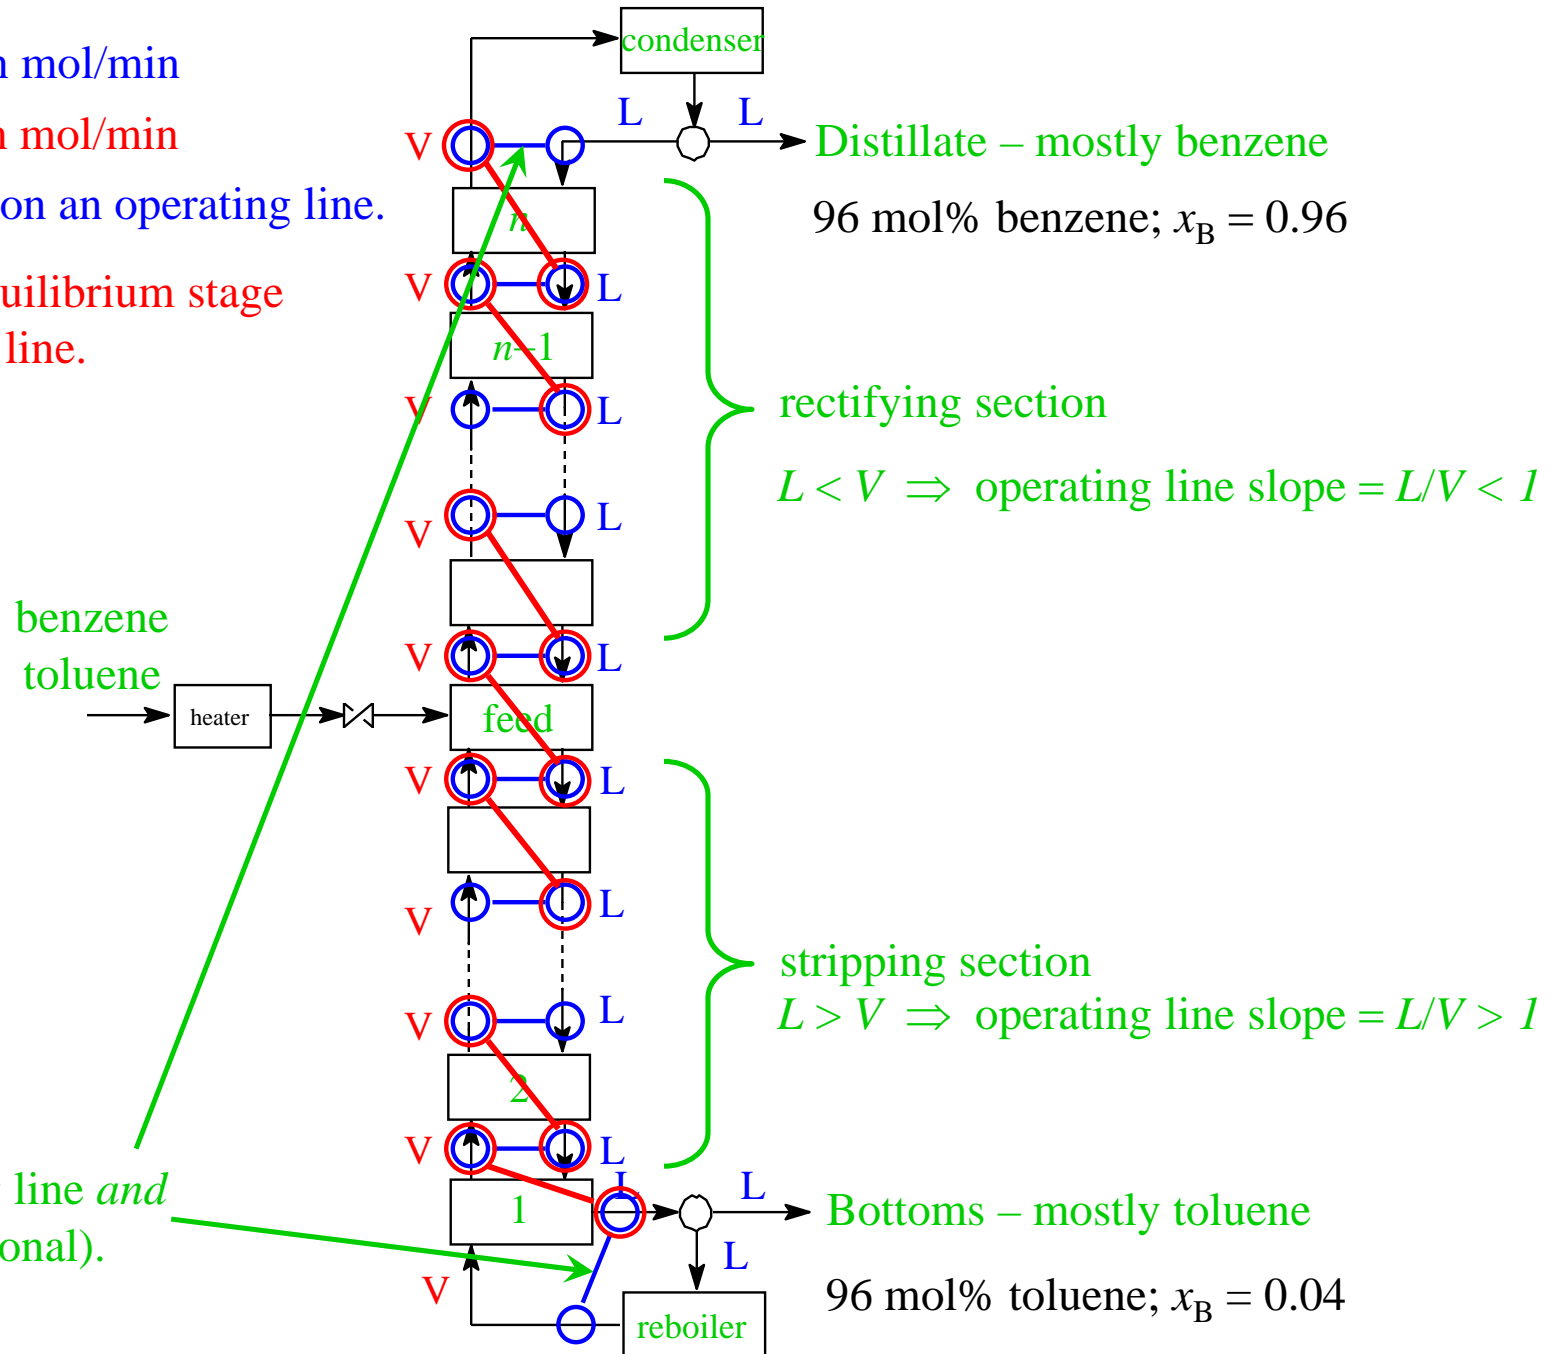 condenser
n mol/min
L L
n mol/min
V
Distillate – mostly benzene
on an operating line.
n
96 mol% benzene; xB = 0.96
uilibrium stage
V L
line.
n–1
V L
rectifying section
L < V ⇒ operating line slope = L/V < 1
V L
benzene
toluene
V L
heater
feed
V L
V L
stripping section
L > V ⇒ operating line slope = L/V > 1
V L
2
V L
line and
L L
1
Bottoms – mostly toluene
onal).
L
V
96 mol% toluene; xB = 0.04
reboiler